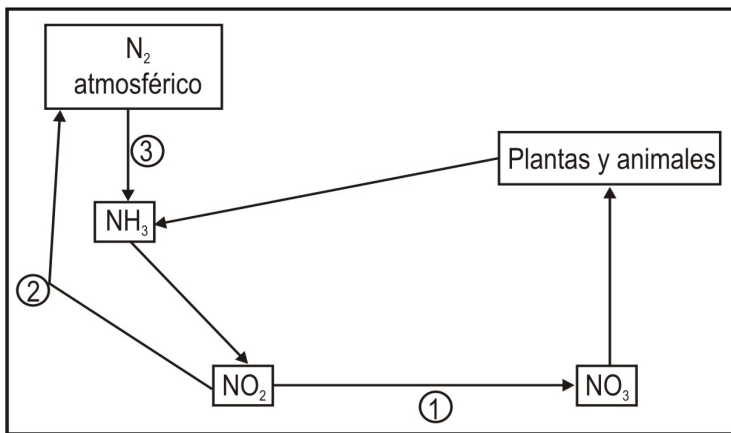 N₂
atmosférico
③
Plantas y animales
NH₃
②
NO₂
①
NO₃